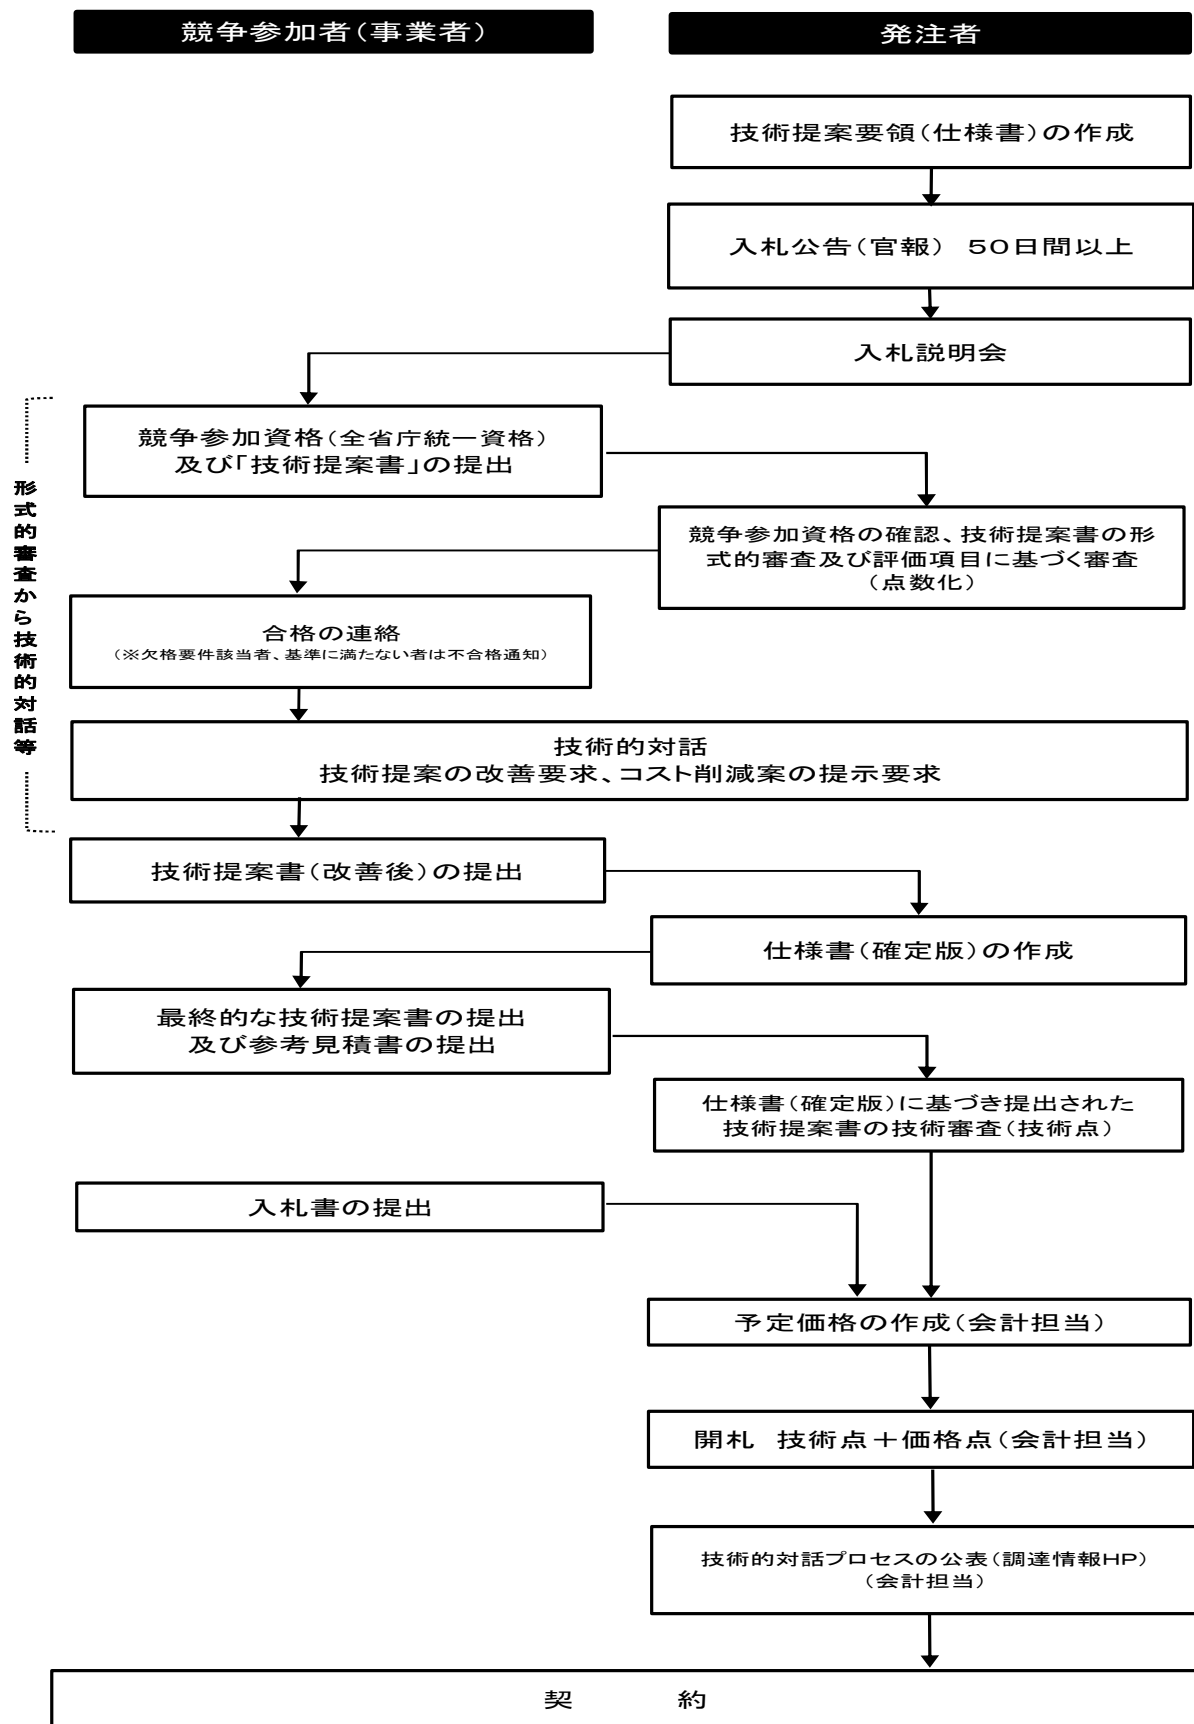 競争参加者(事業者)
発注者
技術提案要領(仕様書)の作成
入札公告(官報) 50日間以上
入札説明会
競争参加資格(全省庁統一資格)
及び「技術提案書」の提出
形式的審査から技術的対話等
競争参加資格の確認、技術提案書の形
式的審査及び評価項目に基づく審査
(点数化)
合格の連絡
(※欠格要件該当者、基準に満たない者は不合格通知)
技術的対話
技術提案の改善要求、コスト削減案の提示要求
技術提案書(改善後)の提出
仕様書(確定版)の作成
最終的な技術提案書の提出
及び参考見積書の提出
仕様書(確定版)に基づき提出された
技術提案書の技術審査(技術点)
入札書の提出
予定価格の作成(会計担当)
開札 技術点+価格点(会計担当)
技術的対話プロセスの公表(調達情報HP)
(会計担当)
契 約